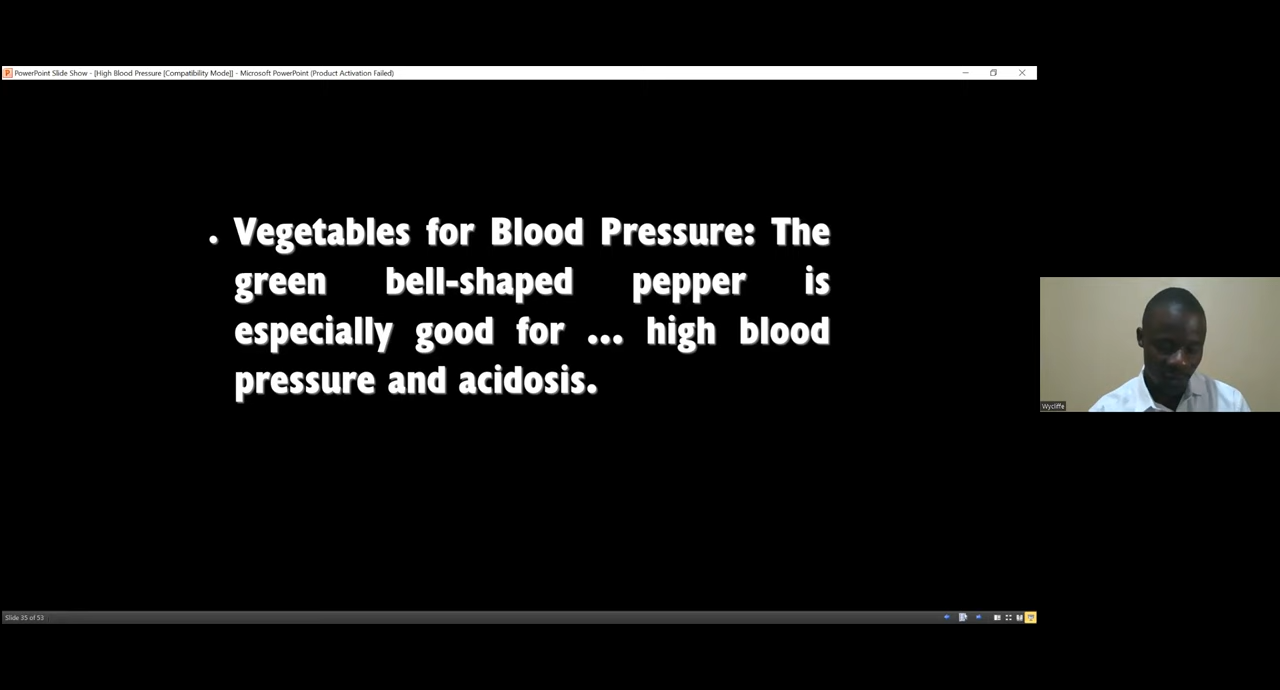 PowerPoint Slide Show - [High Blood Pressure [Compatibility Mode]] - Microsoft PowerPoint (Product Activation Failed)
• Vegetables for Blood Pressure: The
green bell-shaped pepper is
especially good for ... high blood
pressure and acidosis.
Wycliffe
Slide 35 of 53